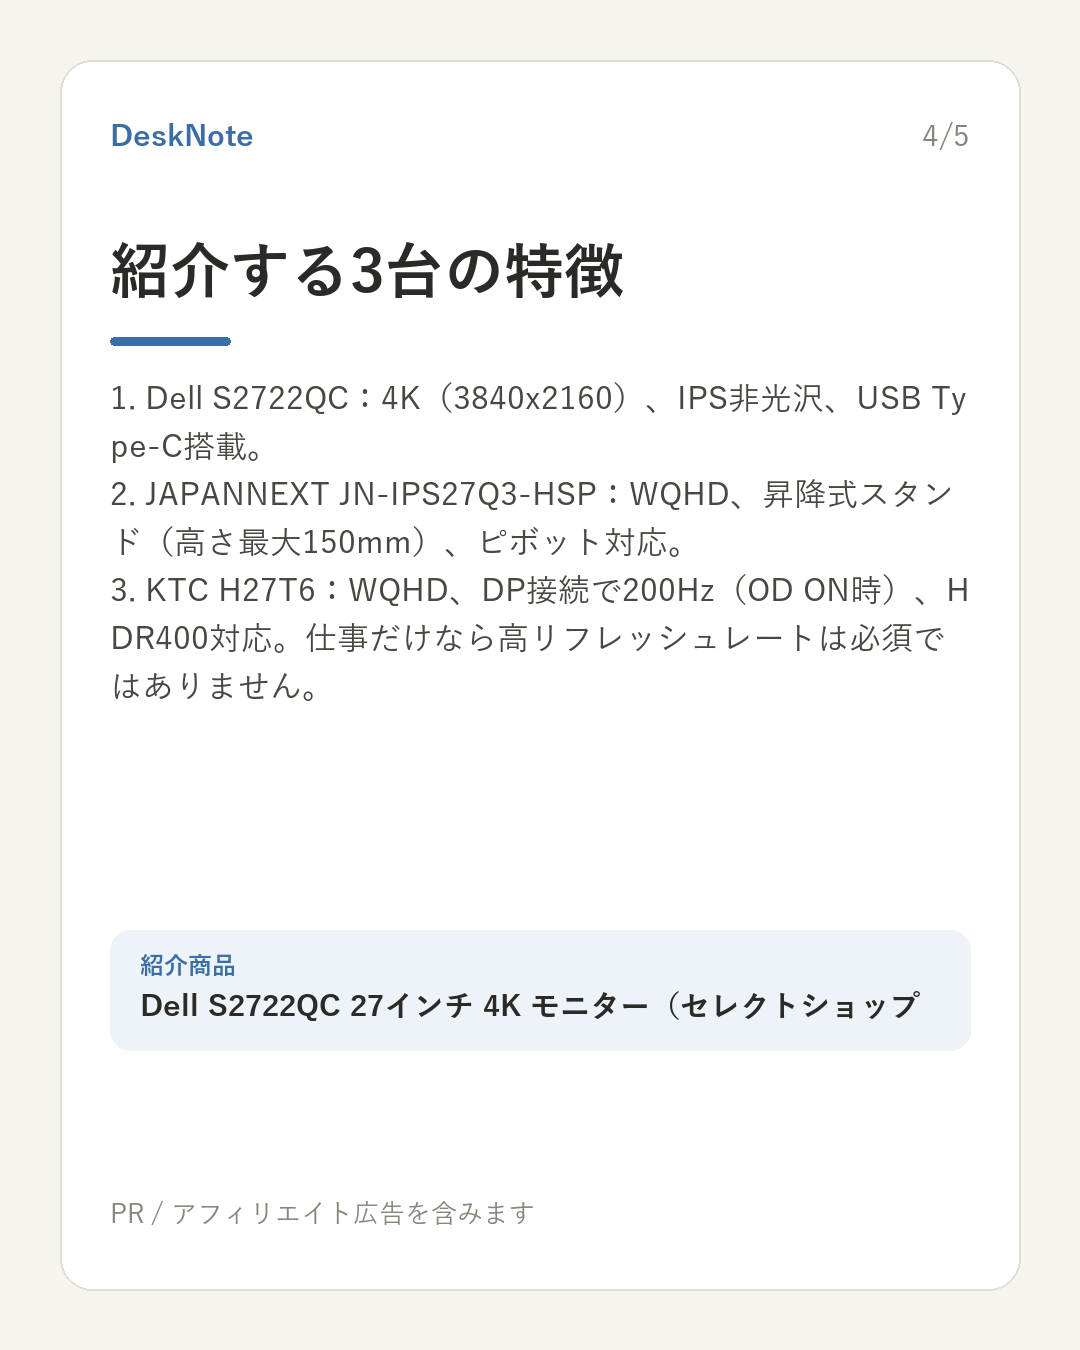 DeskNote
4/5
紹介する3台の特徴
1. Dell S2722QC：4K（3840x2160）、IPS非光沢、USB Ty
pe-C搭載。
2. JAPANNEXT JN-IPS27Q3-HSP：WQHD、昇降式スタン
ド（高さ最大150mm）、ピボット対応。
3. KTC H27T6：WQHD、DP接続で200Hz（OD ON時）、H
DR400対応。仕事だけなら高リフレッシュレートは必須で
はありません。
紹介商品
Dell S2722QC 27インチ 4K モニター（セレクトショップ
PR / アフィリエイト広告を含みます